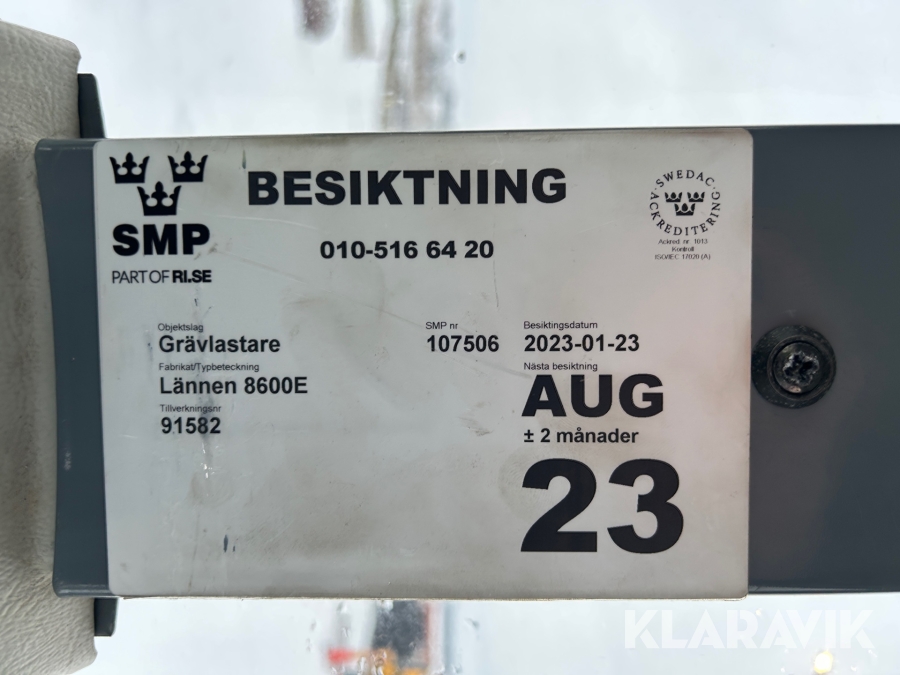 BESIKTNING
SMP
PART OF RI.SE
010-516 64 20
SWEDAC
ACKREDITERING
Ackred nr 1013
Kontroll
ISO/IEC 17020 (A)
Objektslag
Grävlastare
SMP nr
107506
Besiktingsdatum
2023-01-23
Fabrikat/Typbeteckning
Lännen 8600E
Nästa besiktning
AUG
± 2 månader
23
Tillverkningsnr
91582
KLARAVIK